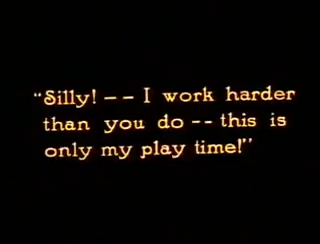 "Silly! -- I work harder
than you do -- this is
only my play time!"